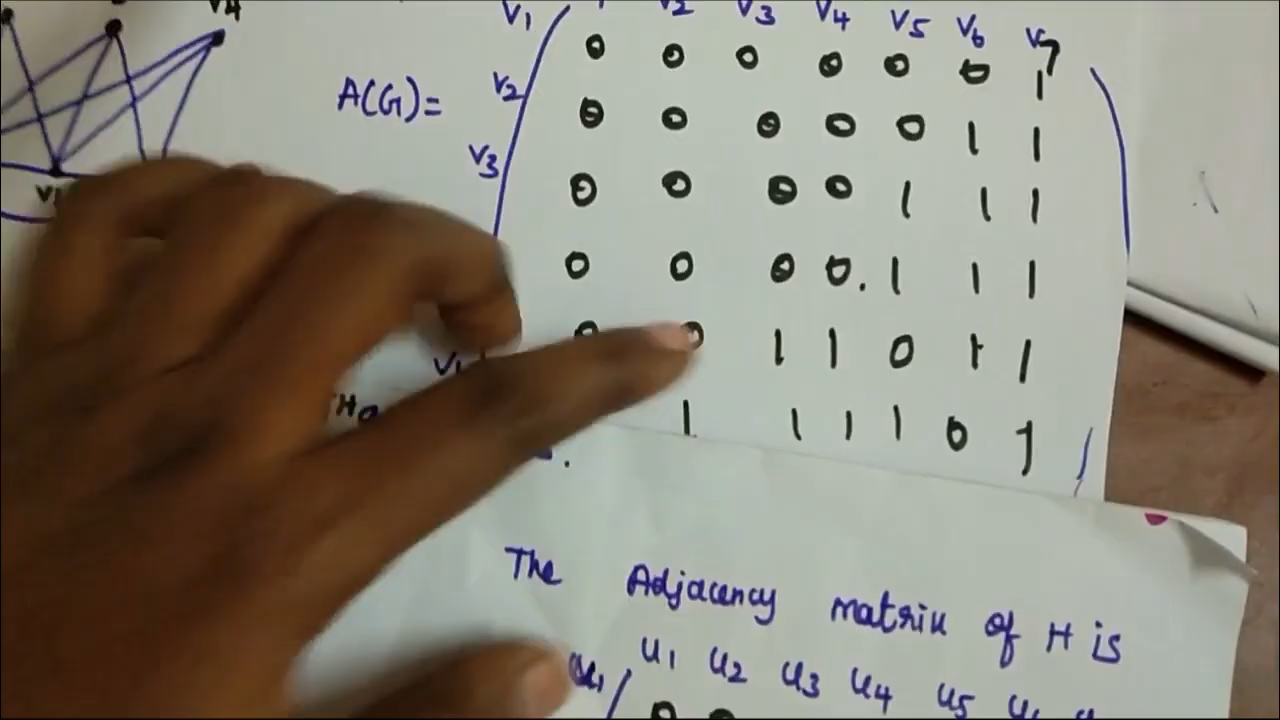 V4
V1 V2 V3 V4 V5 V6 V7
0 0 0 0 0 0 1
A(G)= V2 0 0 0 0 0 1 1
V3 0 0 0 0 1 1 1
0 0 0 0. 1 1 1
0 1 1 0 1 1
1 1 1 1 0 1
The Adjacency matrix of H is
u1 u2 u3 u4 u5
u1